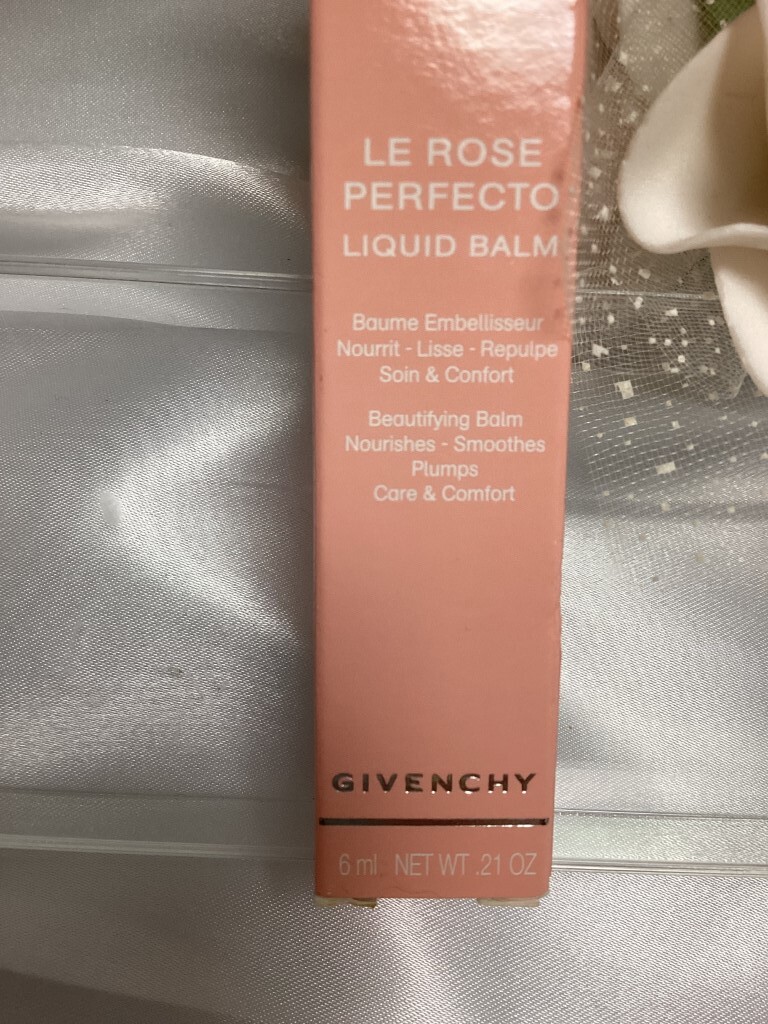 LE ROSE
PERFECTO
LIQUID BALM
Baume Embellisseur
Nourrit - Lisse - Repulpe
Soin & Confort
Beautifying Balm
Nourishes - Smoothes
Plumps
Care & Comfort
GIVENCHY
6 ml. NET WT .21 OZ